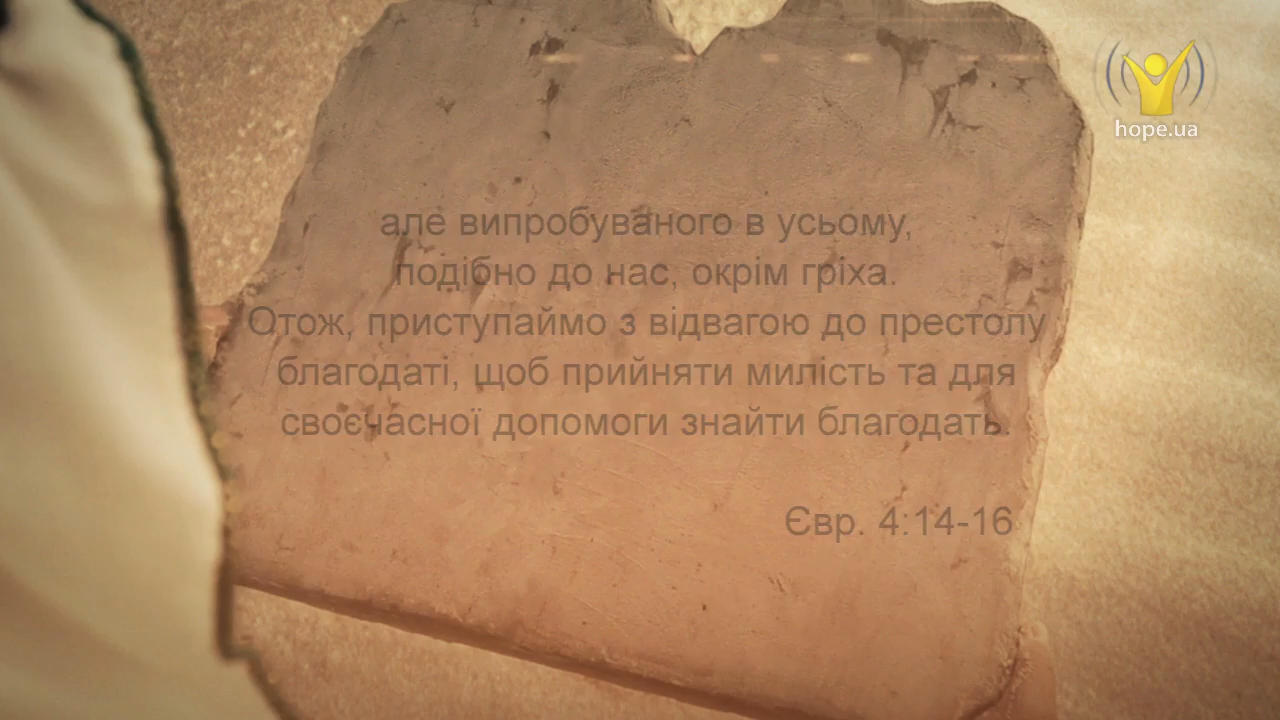 hope.ua
але випробуваного в усьому,
подібно до нас, окрім гріха.
Отож, приступаймо з відвагою до престолу
благодаті, щоб прийняти милість та для
своєчасної допомоги знайти благодать.
Євр. 4:14-16